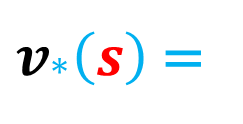 v*(s) =